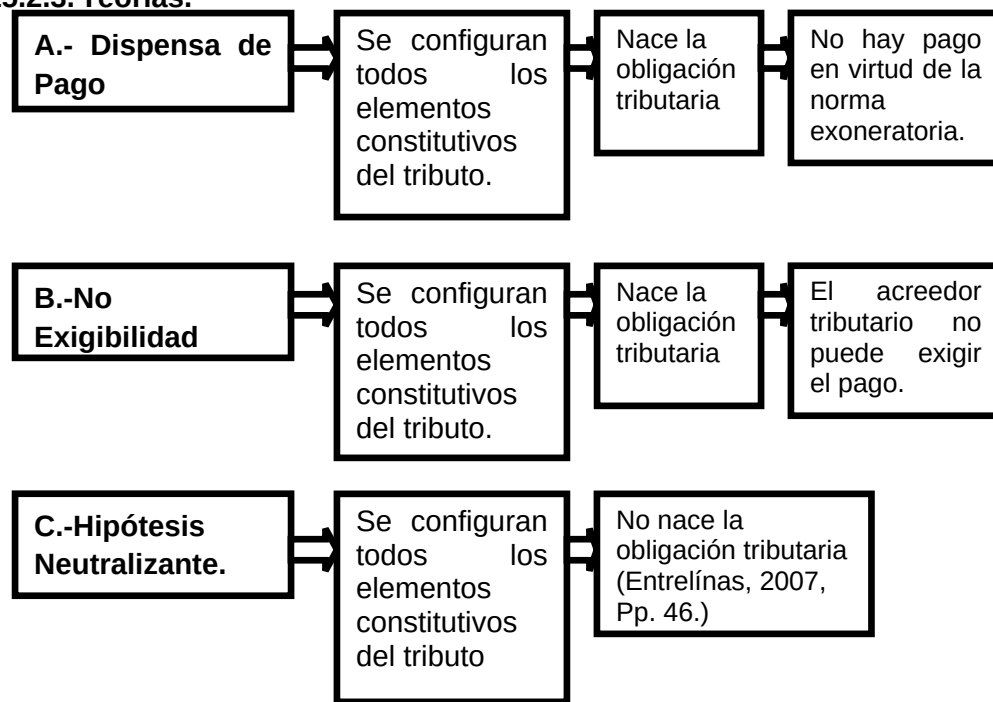 Teorías.
A.- Dispensa de
Pago
Se configuran
todos los
elementos
constitutivos
del tributo.
Nace la
obligación
tributaria
No hay pago
en virtud de la
norma
exoneratoria.
B.-No
Exigibilidad
Se configuran
todos los
elementos
constitutivos
del tributo.
Nace la
obligación
tributaria
El acreedor
tributario no
puede exigir
el pago.
C.-Hipótesis
Neutralizante.
Se configuran
todos los
elementos
constitutivos
del tributo
No nace la
obligación tributaria
(Entrelínas, 2007,
Pp. 46.)